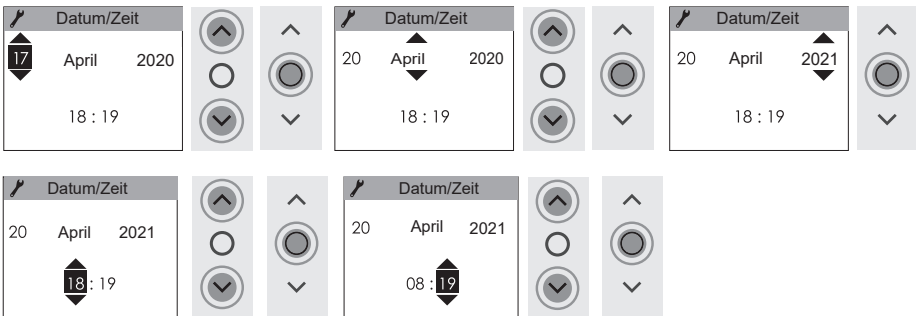 Datum/Zeit
17 April 2020
18 : 19
Datum/Zeit
20 April 2020
18 : 19
Datum/Zeit
20 April 2021
18 : 19
Datum/Zeit
20 April 2021
18 : 19
Datum/Zeit
20 April 2021
08 : 19